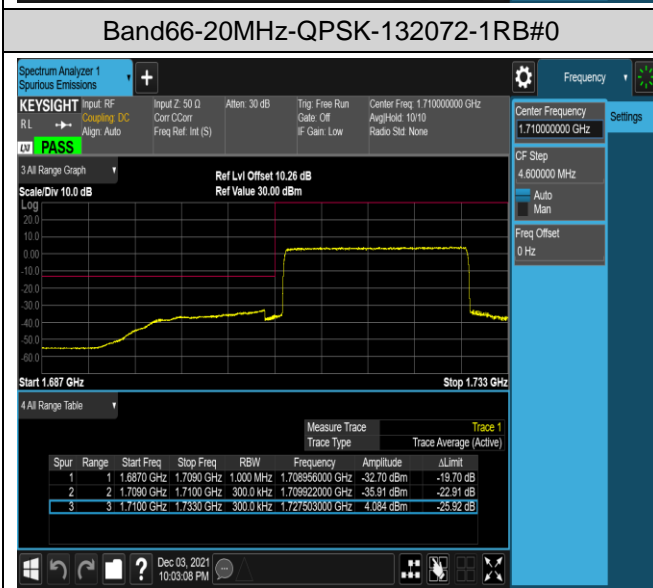 Band66-20MHz-QPSK-132072-1RB#0
Spectrum Analyzer 1
Spurious Emissions
Frequency
KEYSIGHT Input: RF Input Z: 50 Ω Atten: 30 dB Trig: Free Run Center Freq: 1.710000000 GHz
RL Coupling: DC Corr CCorr Gate: Off Avg|Hold: 10/10
Align: Auto Freq Ref: Int (S) IF Gain: Low Radio Std: None
PASS
Center Frequency
1.710000000 GHz
Settings
CF Step
4.600000 MHz
Auto
Man
Freq Offset
0 Hz
3 All Range Graph
Ref Lvl Offset 10.26 dB
Scale/Div 10.0 dB Ref Value 30.00 dBm
Log
20.0
10.0
0.00
-10.0
-20.0
-30.0
-40.0
-50.0
-60.0
Start 1.687 GHz Stop 1.733 GHz
4 All Range Table
Measure Trace Trace 1
Trace Type Trace Average (Active)
Spur Range Start Freq Stop Freq RBW Frequency Amplitude ΔLimit
1 1 1.6870 GHz 1.7090 GHz 1.000 MHz 1.708956000 GHz -32.70 dBm -19.70 dB
2 2 1.7090 GHz 1.7100 GHz 300.0 kHz 1.709922000 GHz -35.91 dBm -22.91 dB
3 3 1.7100 GHz 1.7330 GHz 300.0 kHz 1.727503000 GHz 4.084 dBm -25.92 dB
Dec 03, 2021
10:03:08 PM